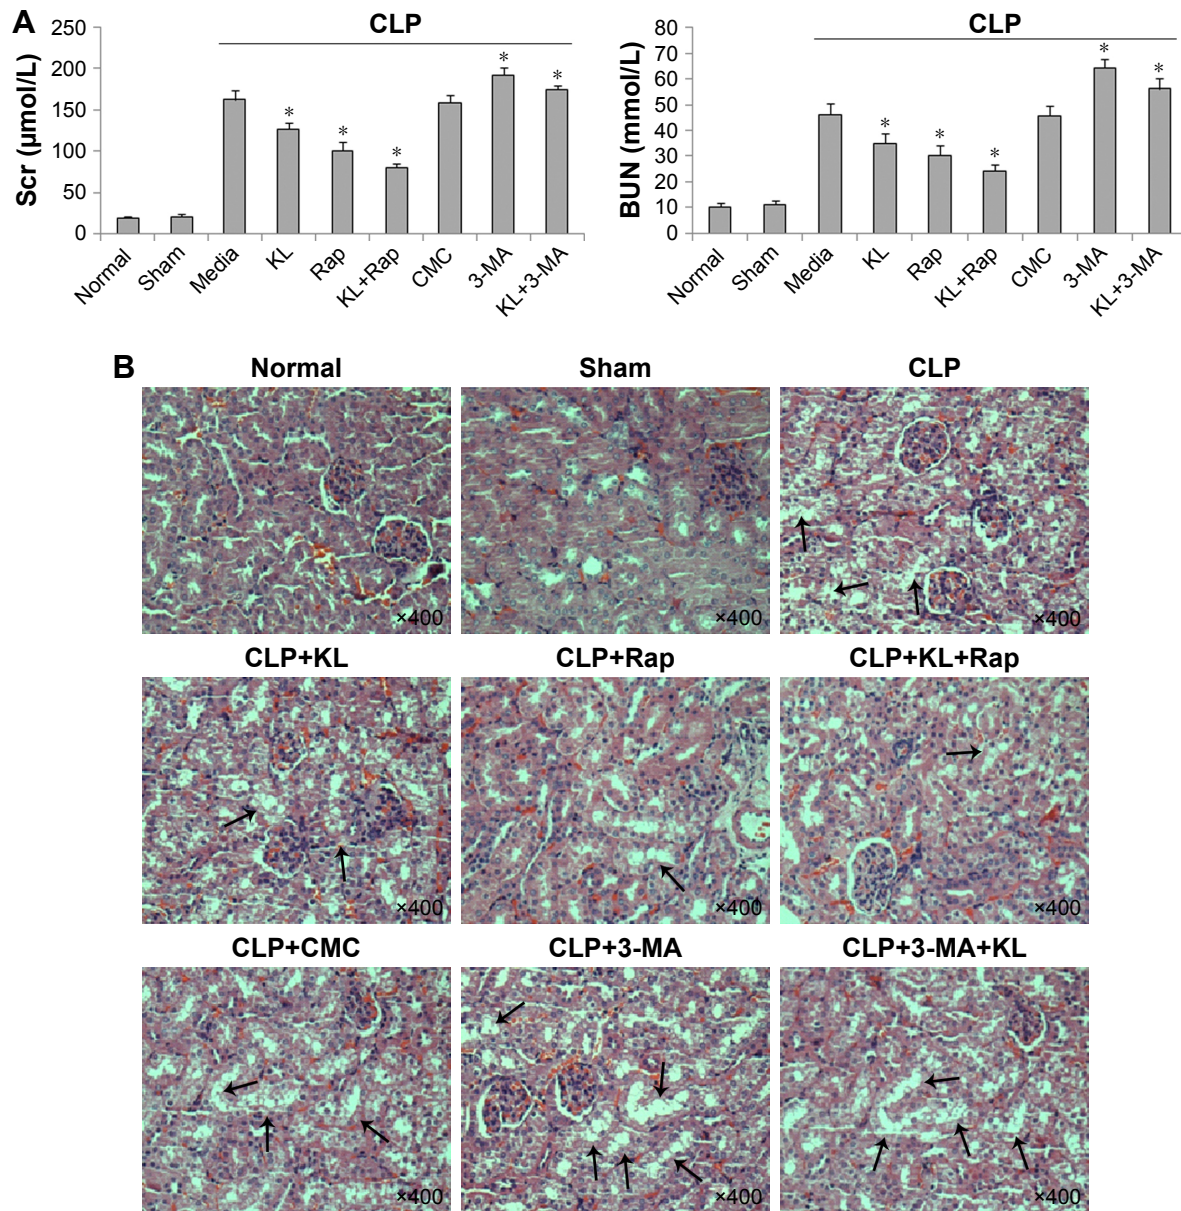 A
CLP
Scr (μmol/L)
250
200
150
100
50
0
* * * * *
Normal
Sham
Media
KL
Rap
KL+Rap
CMC
3-MA
KL+3-MA
CLP
BUN (mmol/L)
80
70
60
50
40
30
20
10
0
* * * * *
Normal
Sham
Media
KL
Rap
KL+Rap
CMC
3-MA
KL+3-MA
B
Normal Sham CLP
×400 ×400 ×400
CLP+KL CLP+Rap CLP+KL+Rap
×400 ×400 ×400
CLP+CMC CLP+3-MA CLP+3-MA+KL
×400 ×400 ×400